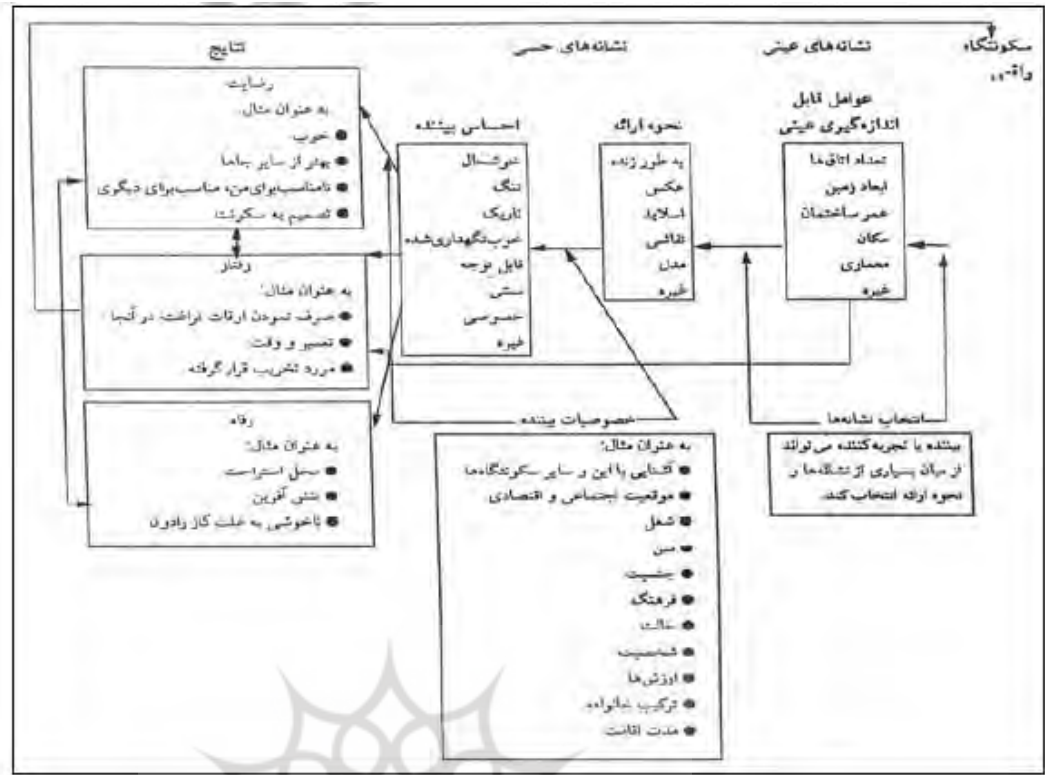 سکونتگاه
نشانه‌های عینی
نشانه‌های حسی
نتایج
عوامل قابل
اندازه‌گیری عینی
تعداد اتاق‌ها
ابعاد زمین
عمر ساختمان
مکان
معماری
غیره
نحوه ارائه
به طور زنده
عکس
اسلاید
نقاشی
مدل
غیره
احساس بیننده
خوشحال
تنگ
تاریک
خوب‌نگهداری‌شده
قابل توجه
سنتی
خصوصی
غیره
رضایت
به عنوان مثال:
● خوب
● بهتر از سایر جاها
● نامناسب‌برای‌من، مناسب‌برای دیگری
● تصمیم به سکونت
رفتار
به عنوان مثال:
● صرف نمودن اوقات فراغت در آنجا
● تعمیر و وقت
● مورد تخریب قرار گرفته
رفاه
به عنوان مثال:
● محل استراحت
● تنش آفرین
● ناخوشی به علت گاز رادون
انتخاب نشانه‌ها
بیننده یا تجربه‌کننده می‌تواند
از میان بسیاری از نشانه‌ها و
نحوه ارائه انتخاب کند.
خصوصیات بیننده
به عنوان مثال:
● آشنایی با این و سایر سکونتگاه‌ها
● موقعیت اجتماعی و اقتصادی
● شغل
● سن
● جنسیت
● فرهنگ
● حالت
● شخصیت
● ارزش‌ها
● ترکیب خانواده
● مدت اقامت